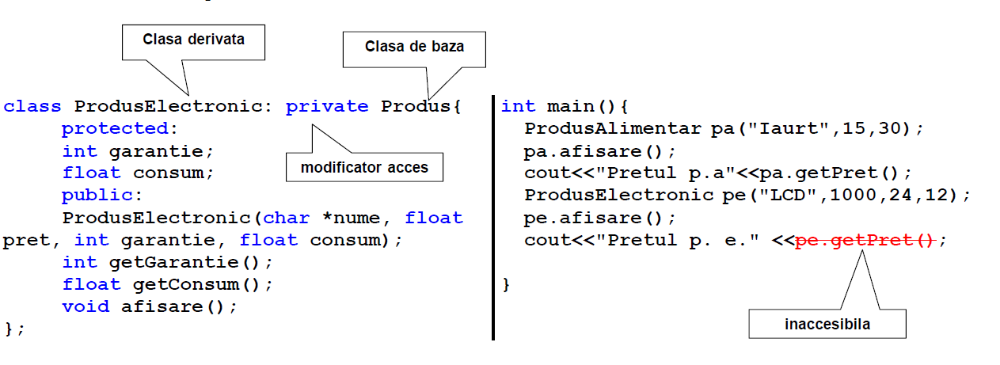 Clasa derivata
Clasa de baza
class ProdusElectronic: private Produs{
protected:
int garantie;
float consum;
modificator acces
public:
ProdusElectronic(char *nume, float
pret, int garantie, float consum);
int getGarantie();
float getConsum();
void afisare();
};
int main(){
ProdusAlimentar pa("Iaurt",15,30);
pa.afisare();
cout<<"Pretul p.a"<<pa.getPret();
ProdusElectronic pe("LCD",1000,24,12);
pe.afisare();
cout<<"Pretul p. e." <<pe.getPret();
}
inaccesibila